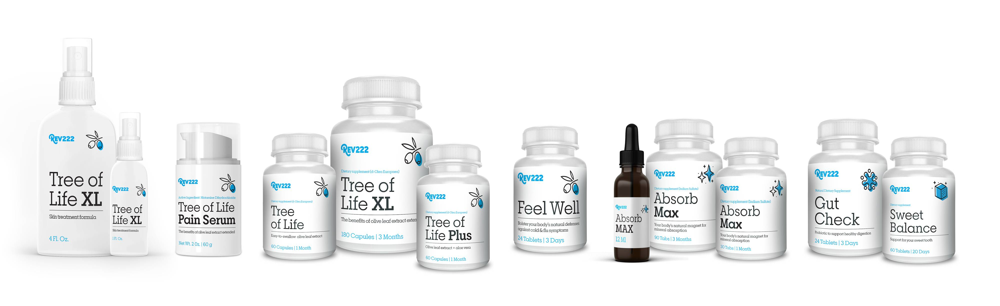 REV222
Tree of
Life XL
Skin treatment formula
4 Fl. Oz.
REV222
Tree of
Life XL
Skin treatment formula
1 Fl. Oz.
REV222
Active Ingredient Histamine Dihydrochloride
Tree of Life
Pain Serum
The benefits of olive leaf extract extended
Net Wt. 2 Oz. | 60 g
REV222
Dietary supplement (d-Olea Europaea)
Tree
of Life
Easy-to-swallow olive leaf extract
60 Capules | 1 Month
REV222
Dietary supplement (d-Olea Europaea)
Tree of
Life XL
The benefits of olive leaf extract exten
180 Capules | 3 Months
REV222
Dietary supplement (d-Olea Europaea)
Tree of
Life Plus
Olive leaf extract + aloe vera
60 Capules | 1 Month
REV222
Feel Well
Bolster your body's natural defenses
against cold & flu symptoms
24 Tablets | 3 Days
REV222
Absorb
MAX
12 Ml
REV222
Dietary supplement (Indium Sulfate)
Absorb
Max
Your body's natural magnet for
mineral absorption
90 Tabs | 3 Months
REV222
Dietary supplement (Indium Sulfate)
Absorb
Max
Your body's natural magnet for
mineral absorption
30 Tabs | 1 Month
REV222
Natural Dietary Supplement
Gut
Check
Probiotic to support healthy digestion
24 Tablets | 3 Days
REV222
Dietary supplement
Sweet
Balance
Support for your sweet tooth
60 Tablets | 20 Days